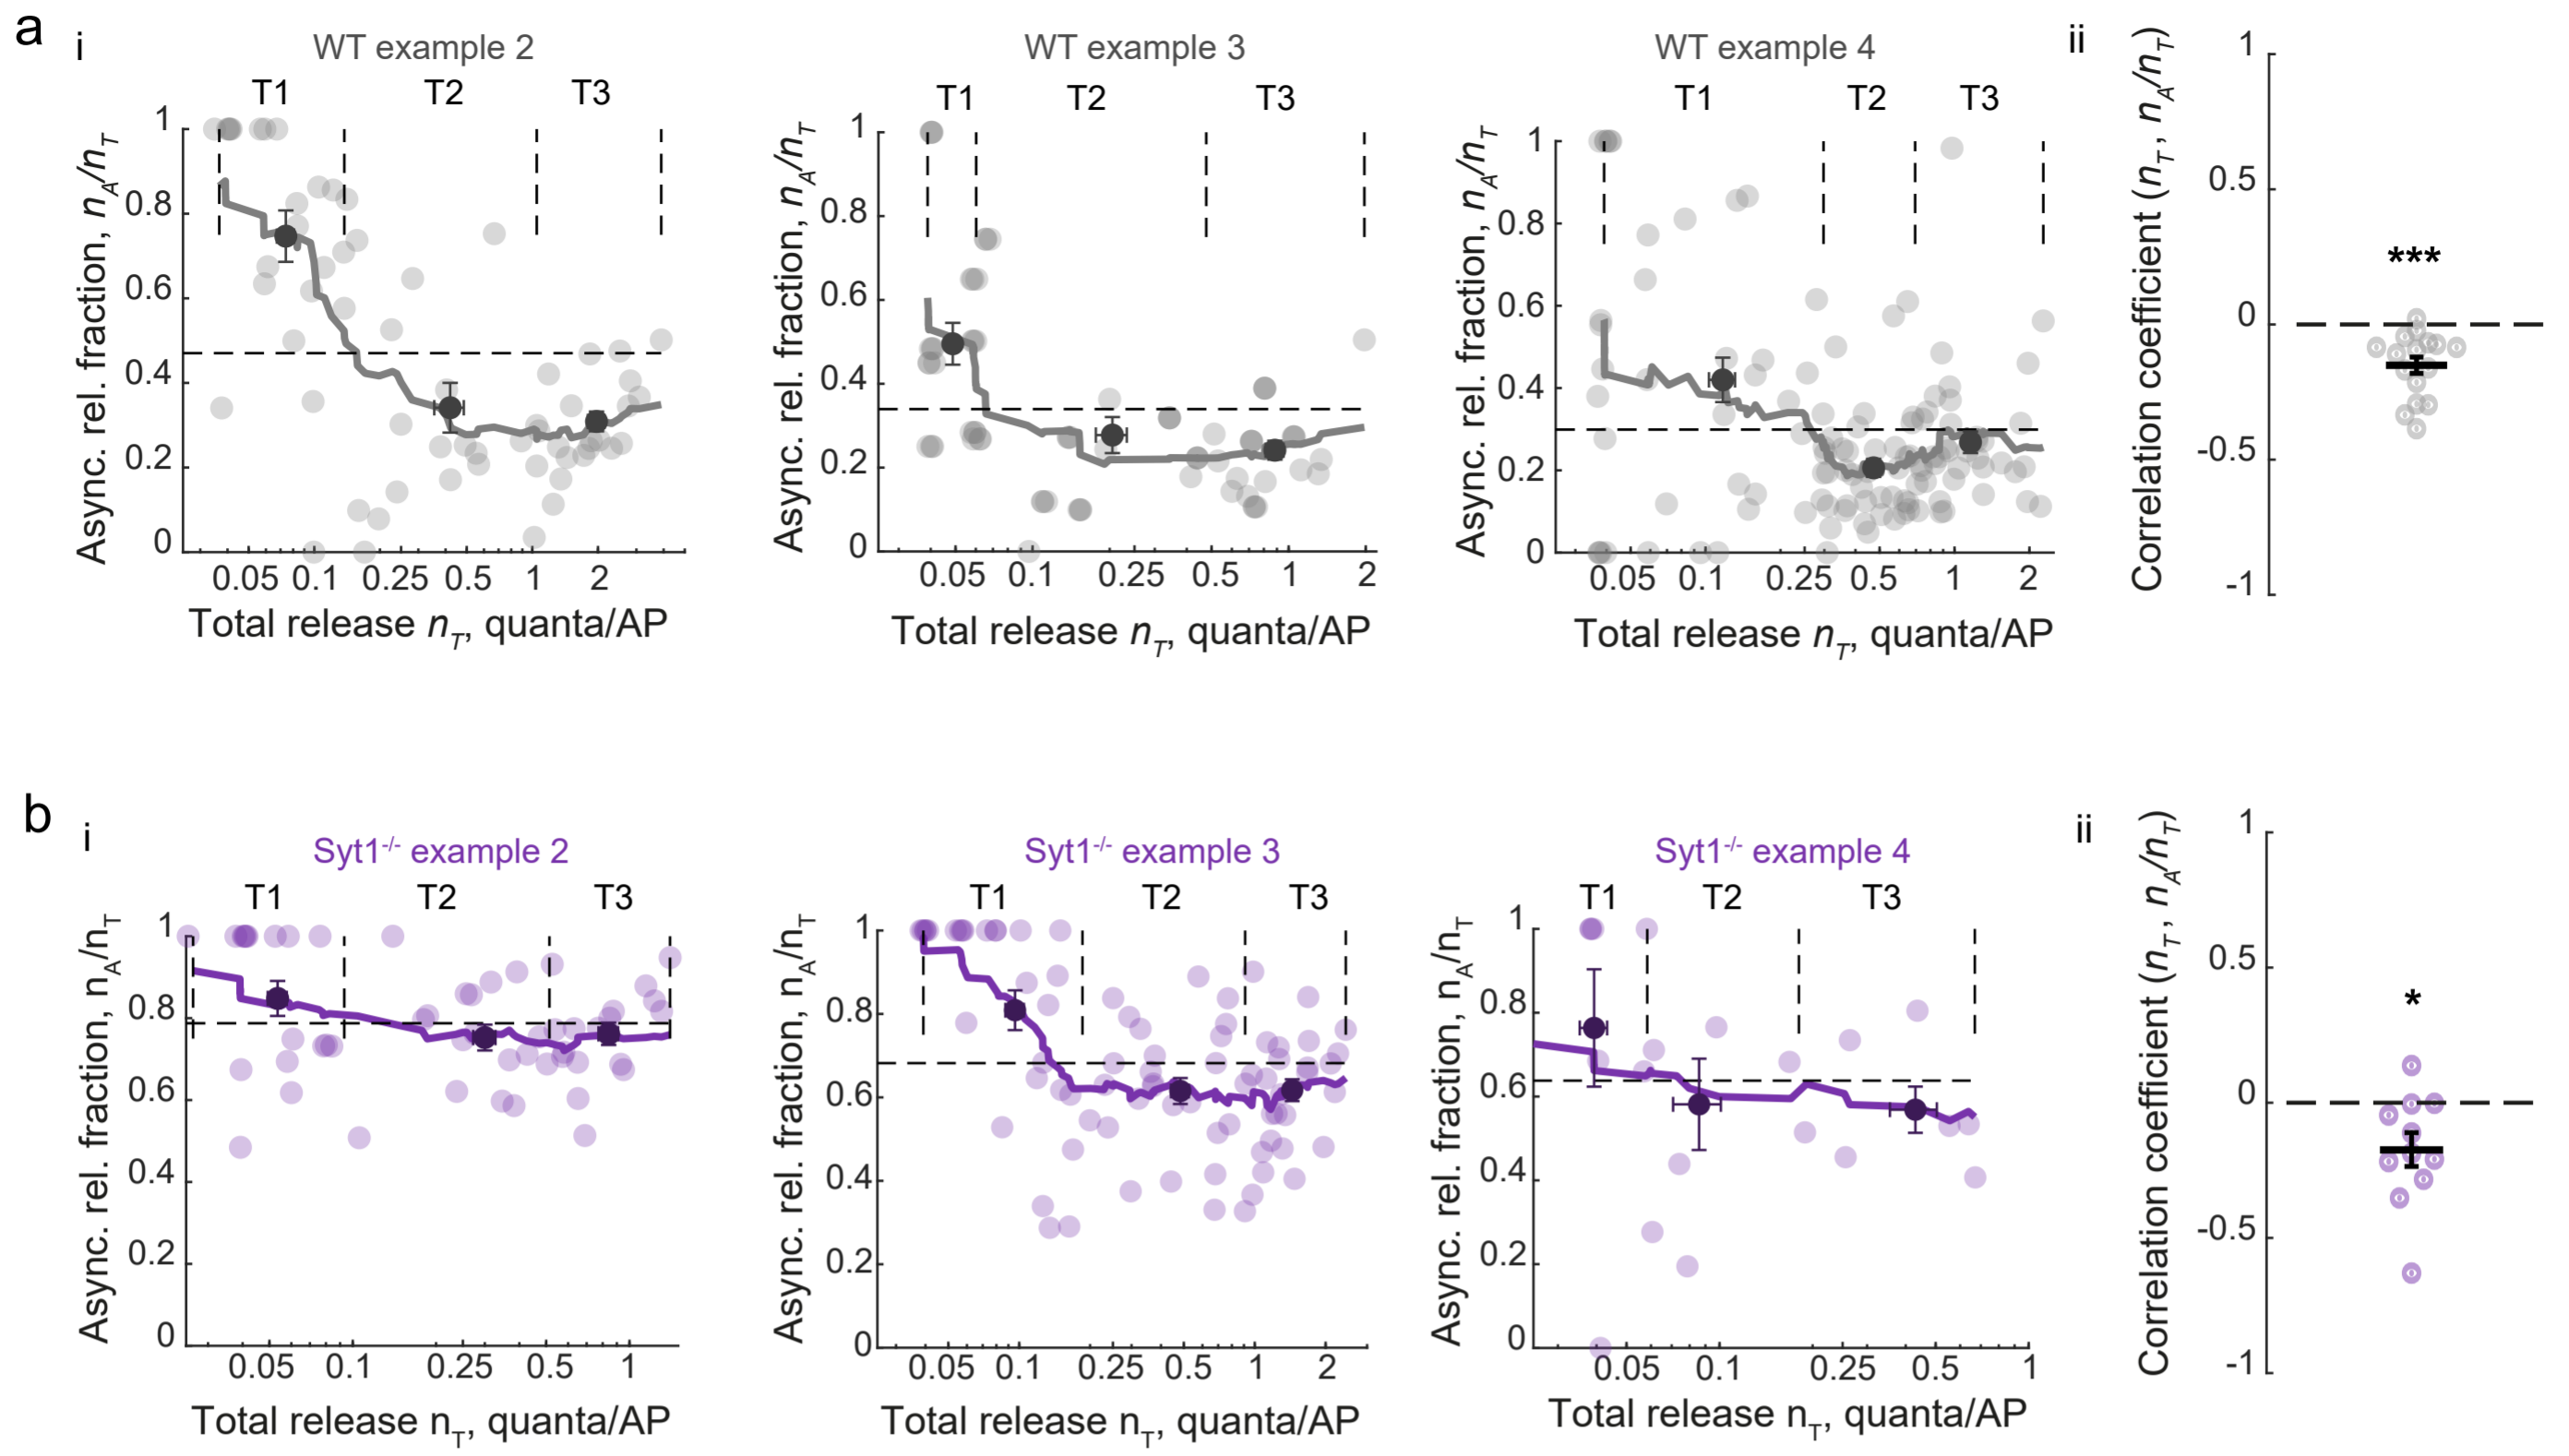 a
i
WT example 2
WT example 3
WT example 4
ii
T1 T2 T3
T1 T2 T3
T1 T2 T3
Async. rel. fraction, nA/nT
1
0.8
0.6
0.4
0.2
0
0.05 0.1 0.25 0.5 1 2
Total release nT, quanta/AP
Async. rel. fraction, nA/nT
1
0.8
0.6
0.4
0.2
0
0.05 0.1 0.25 0.5 1 2
Total release nT, quanta/AP
Async. rel. fraction, nA/nT
1
0.8
0.6
0.4
0.2
0
0.05 0.1 0.25 0.5 1 2
Total release nT, quanta/AP
Correlation coefficient (nT, nA/nT)
1
0.5
0
-0.5
-1
***
b
i
Syt1-/- example 2
Syt1-/- example 3
Syt1-/- example 4
ii
T1 T2 T3
T1 T2 T3
T1 T2 T3
Async. rel. fraction, nA/nT
1
0.8
0.6
0.4
0.2
0
0.05 0.1 0.25 0.5 1
Total release nT, quanta/AP
Async. rel. fraction, nA/nT
1
0.8
0.6
0.4
0.2
0
0.05 0.1 0.25 0.5 1 2
Total release nT, quanta/AP
Async. rel. fraction, nA/nT
1
0.8
0.6
0.4
0.2
0
0.05 0.1 0.25 0.5 1
Total release nT, quanta/AP
Correlation coefficient (nT, nA/nT)
1
0.5
0
-0.5
-1
*